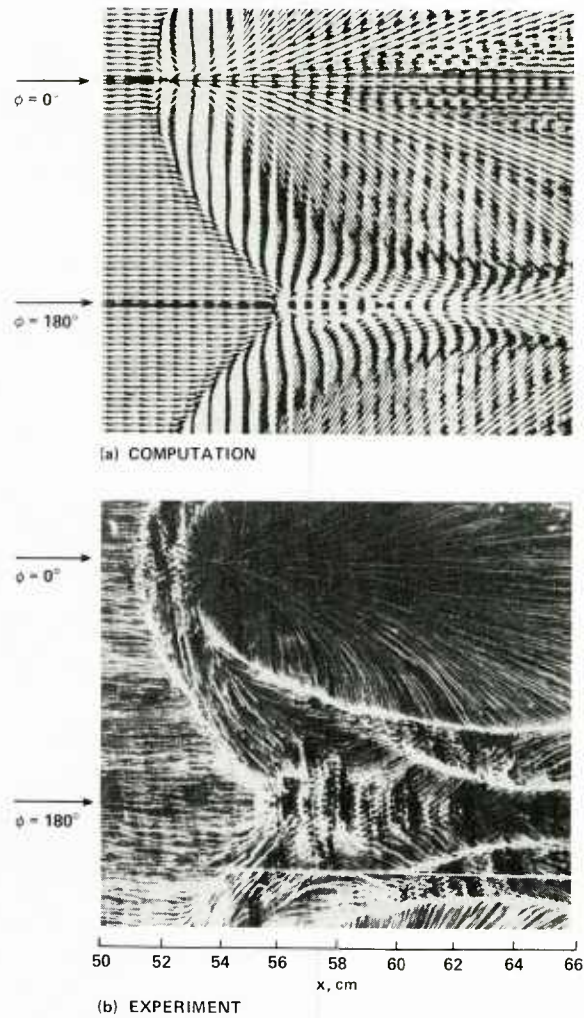 φ = 0°
φ = 180°
(a) COMPUTATION
φ = 0°
φ = 180°
50 52 54 56 58 60 62 64 66
x, cm
(b) EXPERIMENT